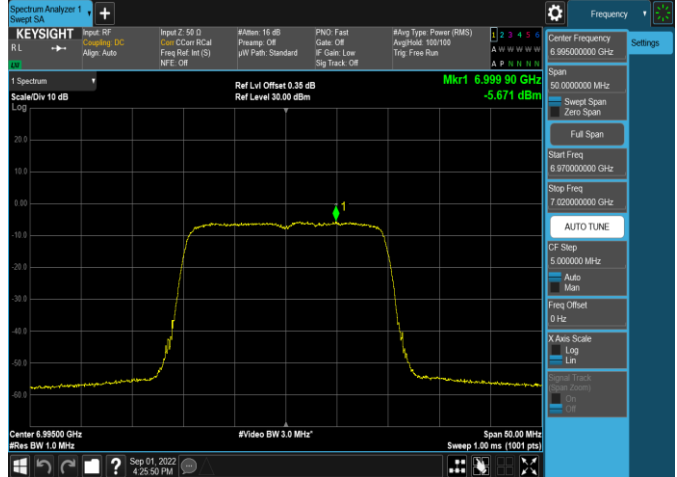 Spectrum Analyzer 1
Swept SA
KEYSIGHT
RL
LV
Input: RF
Coupling: DC
Align: Auto
Input Z: 50 Ω
Corr CCorr RCal
Freq Ref: Int (S)
NFE: Off
#Atten: 16 dB
Preamp: Off
µW Path: Standard
PNO: Fast
Gate: Off
IF Gain: Low
Sig Track: Off
#Avg Type: Power (RMS)
Avg|Hold: 100/100
Trig: Free Run
1 2 3 4 5 6
A W W W W W
A P N N N N
1 Spectrum
Scale/Div 10 dB
Ref Lvl Offset 0.35 dB
Ref Level 30.00 dBm
Mkr1 6.999 90 GHz
-5.671 dBm
Log
20.0
10.0
0.00
-10.0
-20.0
-30.0
-40.0
-50.0
-60.0
1
Center 6.99500 GHz
#Res BW 1.0 MHz
#Video BW 3.0 MHz*
Span 50.00 MHz
Sweep 1.00 ms (1001 pts)
Sep 01, 2022
4:25:50 PM
?
Frequency
Settings
Center Frequency
6.995000000 GHz
Span
50.0000000 MHz
Swept Span
Zero Span
Full Span
Start Freq
6.970000000 GHz
Stop Freq
7.020000000 GHz
AUTO TUNE
CF Step
5.000000 MHz
Auto
Man
Freq Offset
0 Hz
X Axis Scale
Log
Lin
Signal Track
(Span Zoom)
On
Off